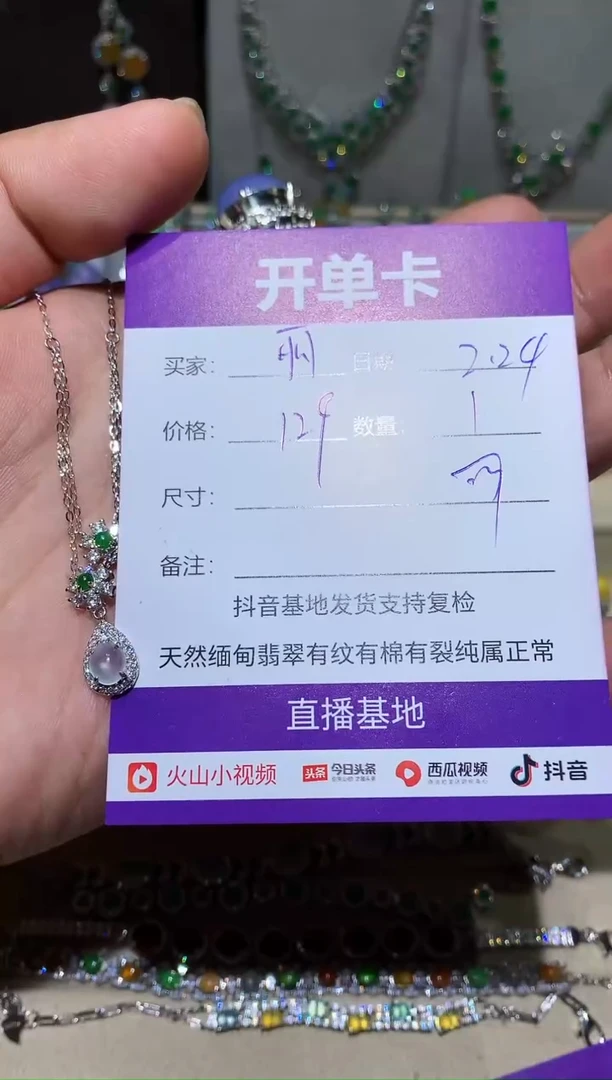 开单卡
买家: 丽 日期: 2.24
价格: 129 数量: 1
尺寸:
备注:
抖音基地发货支持复检
天然缅甸翡翠有纹有棉有裂纯属正常
直播基地
火山小视频 头条 今日头条 西瓜视频 抖音